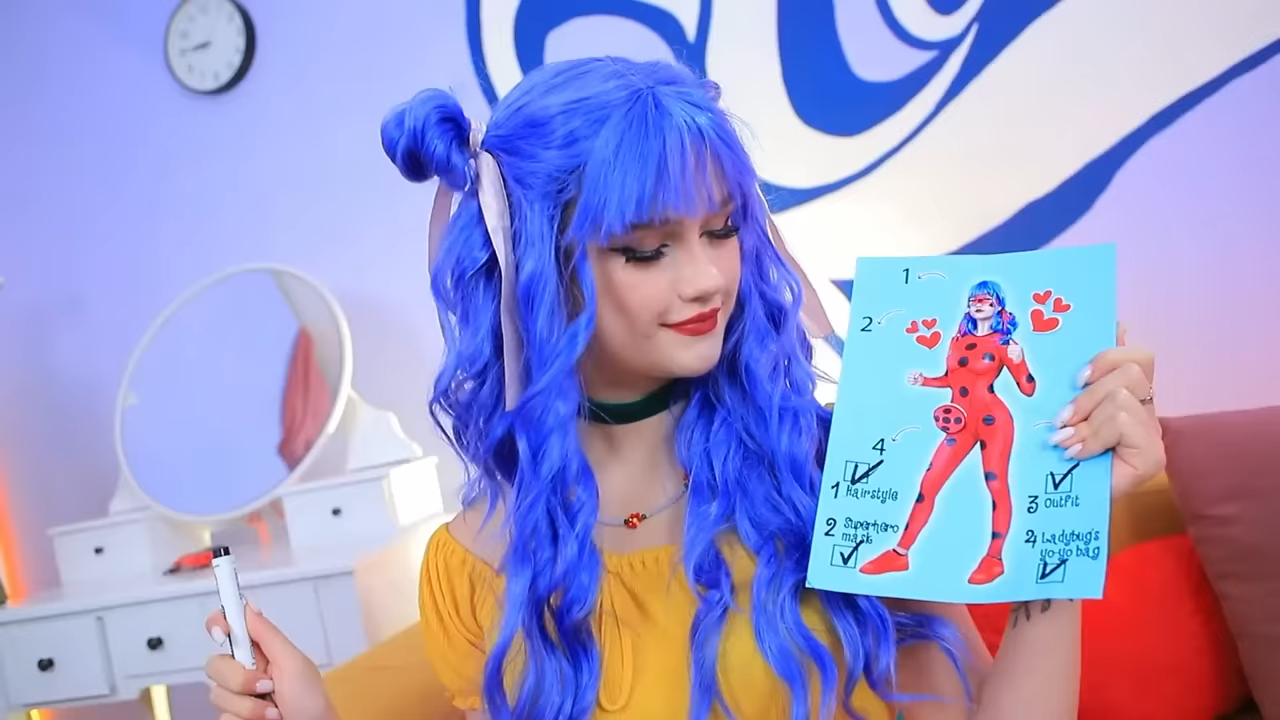 1
2
4
1 Hairstyle
2 Superhero
mask
3 Outfit
4 Ladybug's
yo-yo bag